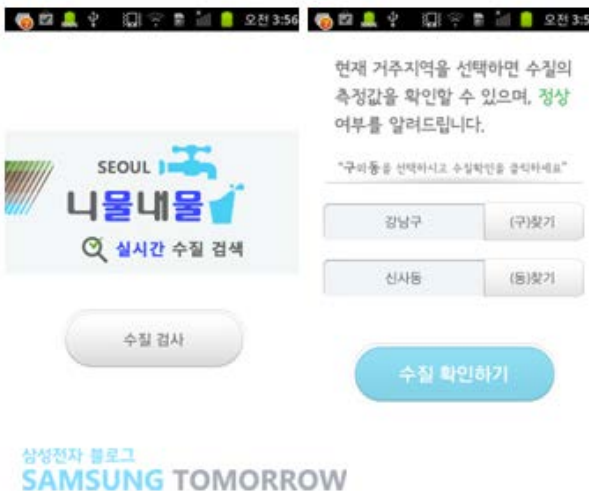 오전 3:56
SEOUL
니물내물
실시간 수질 검색
수질 검사
오전 3:5
현재 거주지역을 선택하면 수질의
측정값을 확인할 수 있으며, 정상
여부를 알려드립니다.
"구와동을 선택하시고 수질확인을 클릭하세요"
강남구 (구)찾기
신사동 (동)찾기
수질 확인하기
삼성전자 블로그
SAMSUNG TOMORROW